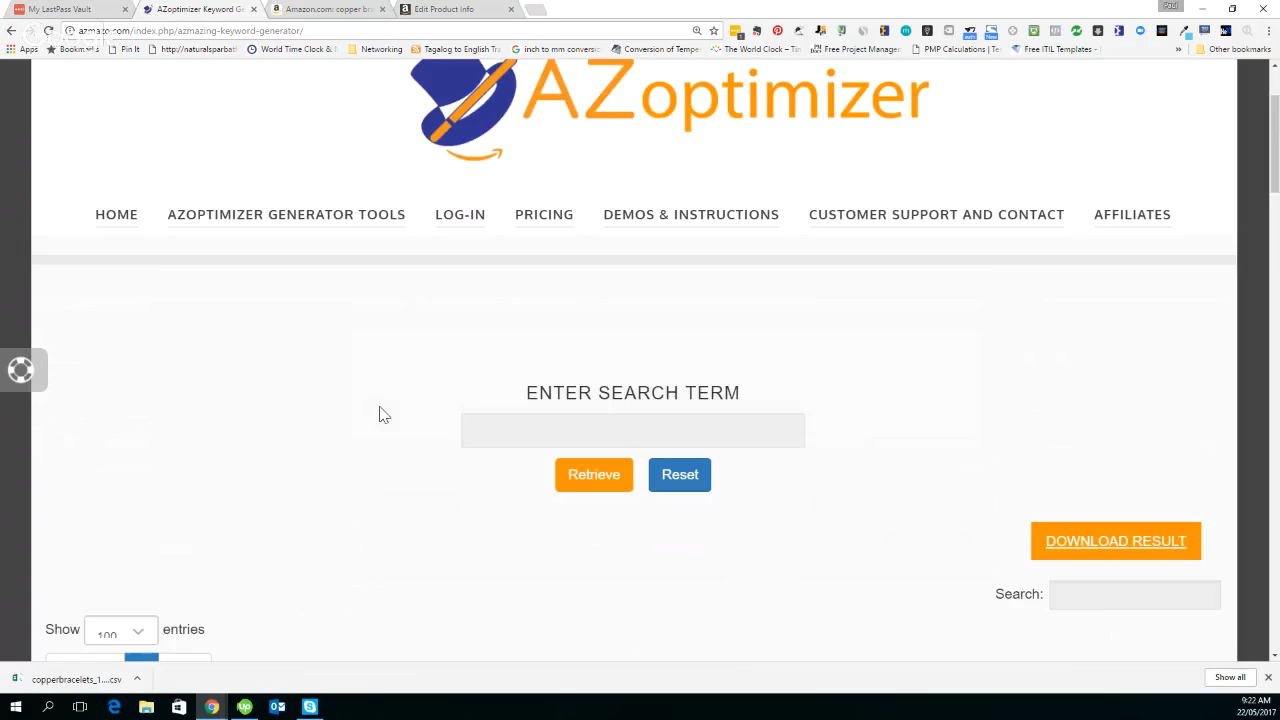 My LastPass Vault
AZoptimizer Keyword Ge
Amazon.com: copper bra
Edit Product Info
Paul
azmazon.com/index.php/azmazing-keyword-generator/
Apps
Bookmarks
Pin It
http://naturalsparbath
World Time Clock &
Networking
Tagalog to English Tra
inch to mm conversio
Conversion of Temper
The World Clock – Tim
Free Project Manager
PMP Calculations | Te
Free ITIL Templates -
»
Other bookmarks
AZoptimizer
HOME
AZOPTIMIZER GENERATOR TOOLS
LOG-IN
PRICING
DEMOS & INSTRUCTIONS
CUSTOMER SUPPORT AND CONTACT
AFFILIATES
ENTER SEARCH TERM
Retrieve
Reset
DOWNLOAD RESULT
Search:
Show 100 entries
copperbracelets_1....csv
Show all
9:22 AM
22/05/2017